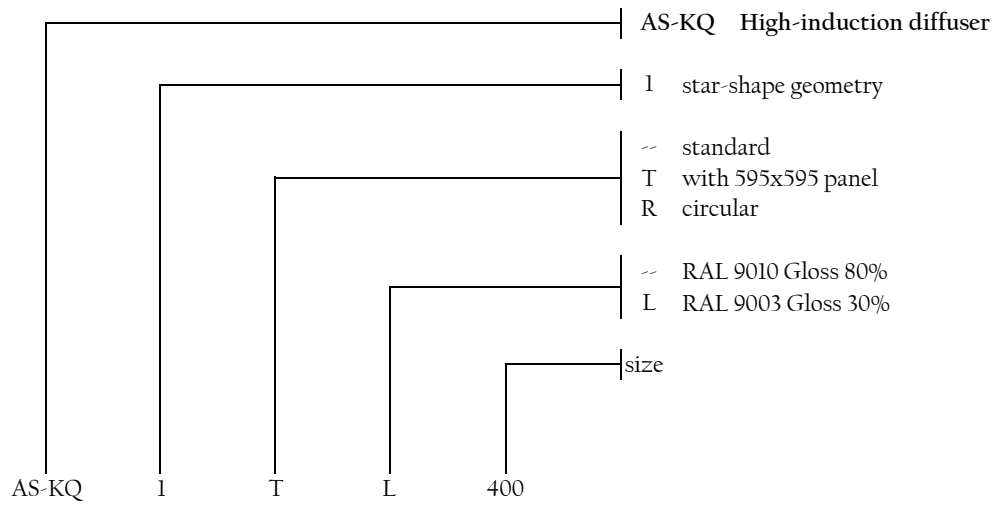 AS-KQ High-induction diffuser
1 star-shape geometry
-- standard
T with 595x595 panel
R circular
-- RAL 9010 Gloss 80%
L RAL 9003 Gloss 30%
size
AS-KQ 1 T L 400